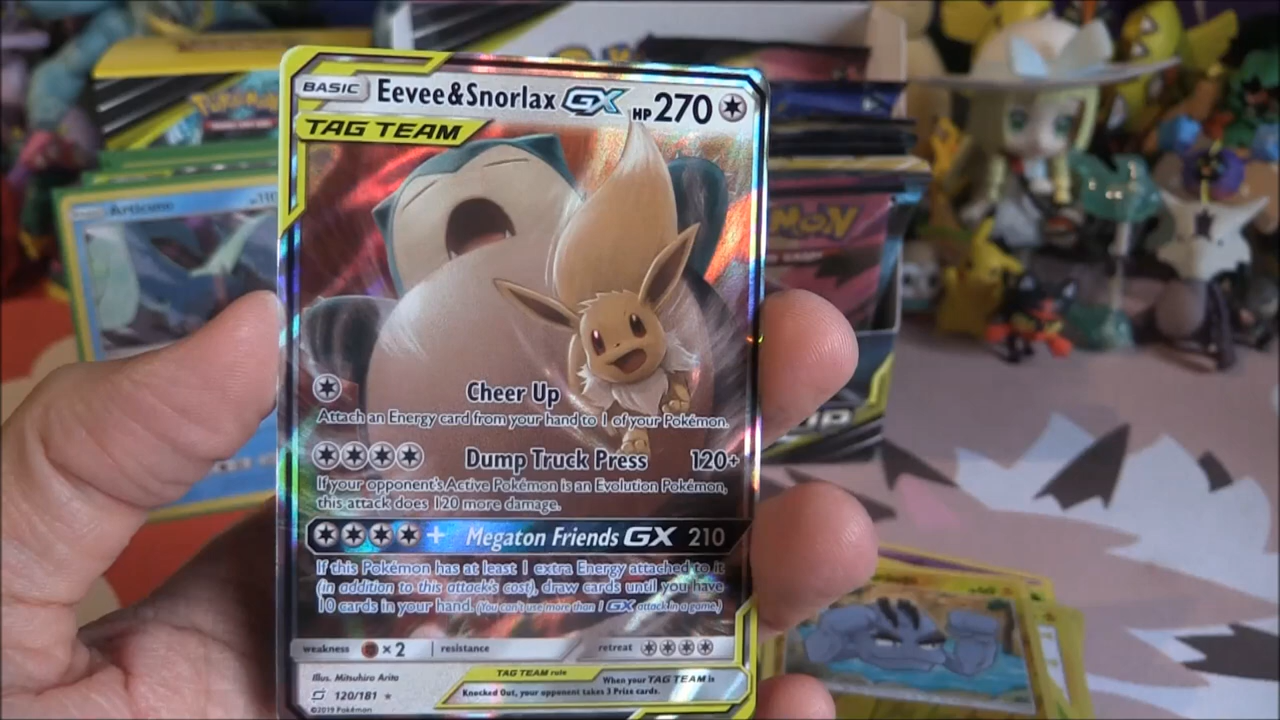 BASIC Eevee&Snorlax GX HP 270
TAG TEAM
Cheer Up
Attach an Energy card from your hand to 1 of your Pokémon.
Dump Truck Press 120+
If your opponent's Active Pokémon is an Evolution Pokémon,
this attack does 120 more damage.
+ Megaton Friends GX 210
If this Pokémon has at least 1 extra Energy attached to it
(in addition to this attack's cost), draw cards until you have
10 cards in your hand. (You can't use more than 1 GX attack in a game.)
weakness ×2 resistance retreat
Illus. Mitsuhiro Arita
TAG TEAM rule When your TAG TEAM is
Knocked Out, your opponent takes 3 Prize cards.
120/181
©2019 Pokémon
POKéMON
Articuno